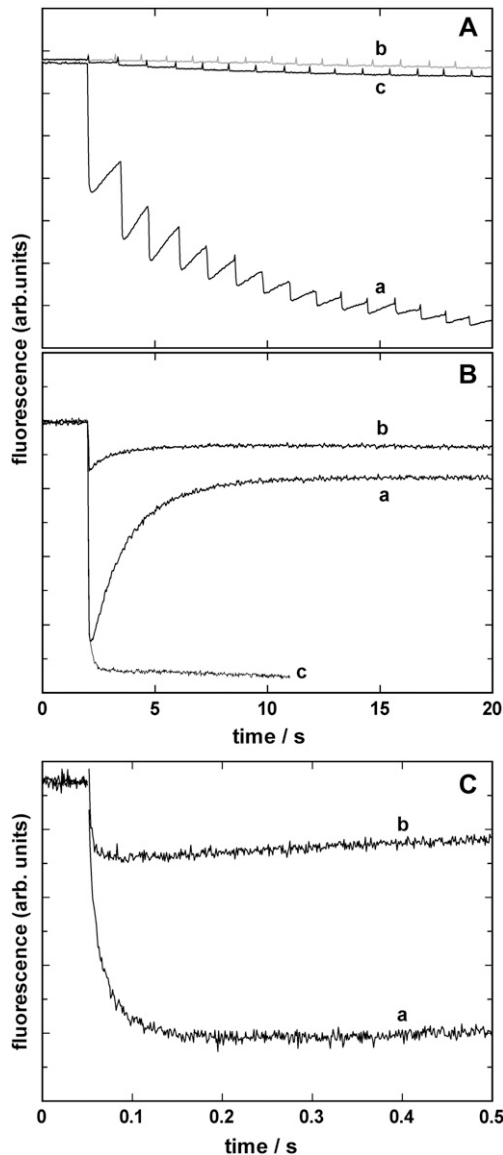 A
b
c
a
fluorescence (arb.units)
B
b
a
c
0 5 10 15 20
time / s
C
b
a
fluorescence (arb. units)
0 0.1 0.2 0.3 0.4 0.5
time / s